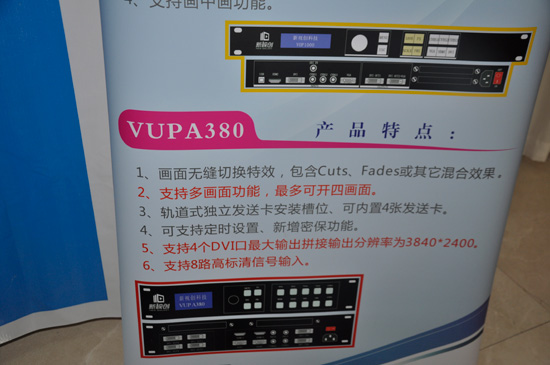 4、支持画中画功能。
VUPA380
产品特点：
1、画面无缝切换特效，包含Cuts、Fades或其它混合效果。
2、支持多画面功能，最多可开四画面。
3、轨道式独立发送卡安装槽位、可内置4张发送卡。
4、可支持定时设置、新增密保功能。
5、支持4个DVI口最大输出拼接输出分辨率为3840*2400。
6、支持8路高标清信号输入。
VUPA380